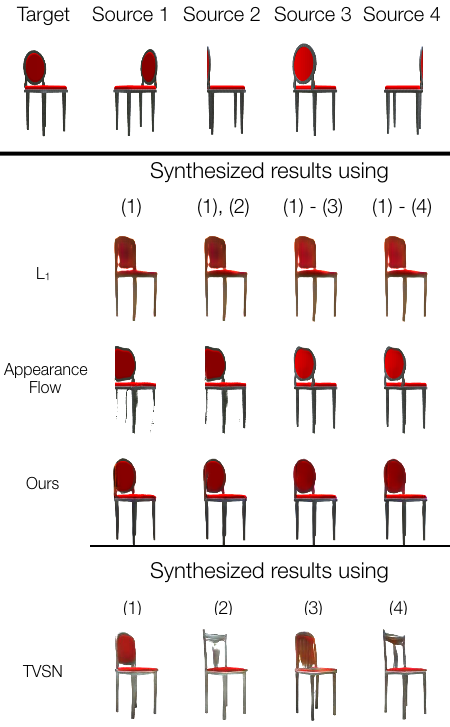 Target Source 1 Source 2 Source 3 Source 4
Synthesized results using
(1) (1), (2) (1) - (3) (1) - (4)
L₁
Appearance
Flow
Ours
Synthesized results using
(1) (2) (3) (4)
TVSN